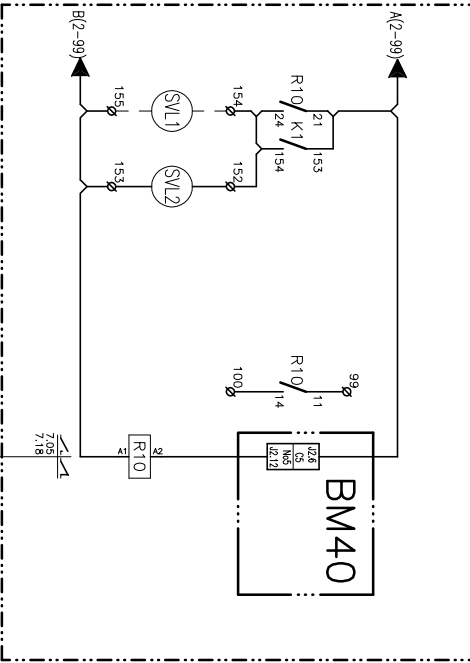 B(2-99)
A(2-99)
155
SVL1
154
R10
24
21
K1
154
153
153
SVL2
152
100
R10
14
11
99
7.05
7.18
A1
R10
A2
J2.6
C5
No5
J2.12
BM40